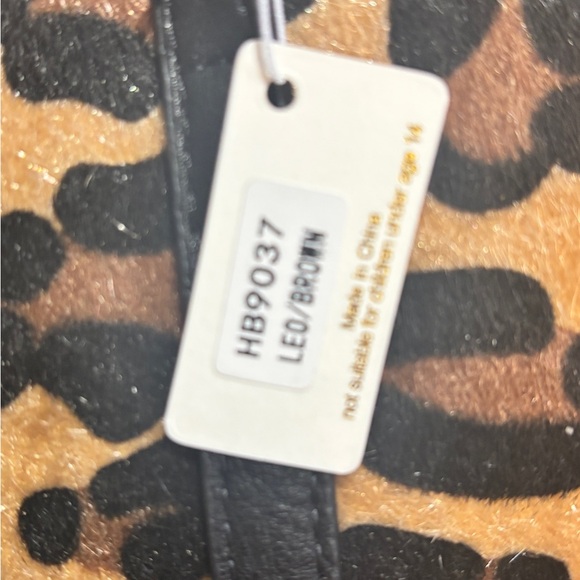 HB9037
LEO/BROWN
Made in China
not suitable for children under age 14